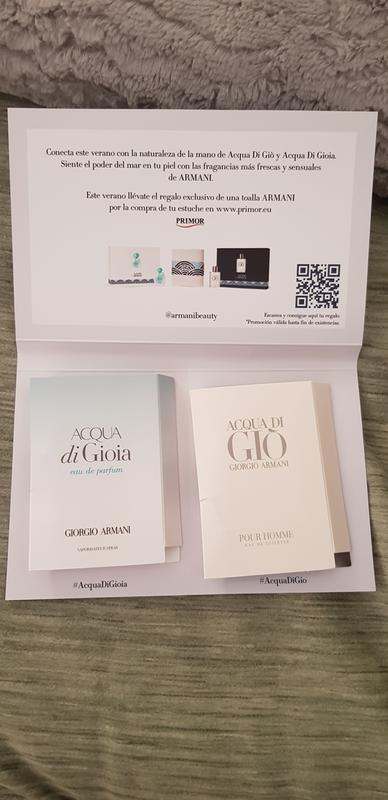 Conecta este verano con la naturaleza de la mano de Acqua Di Giò y Acqua Di Gioia.
Siente el poder del mar en tu piel con las fragancias más frescas y sensuales
de ARMANI.
Este verano llévate el regalo exclusivo de una toalla ARMANI
por la compra de tu estuche en www.primor.eu
PRIMOR
@armanibeauty
Escanea y consigue aquí tu regalo
*Promoción válida hasta fin de existencias.
ACQUA
di Gioia
eau de parfum
GIORGIO ARMANI
VAPORISATEUR SPRAY
#AcquaDiGioia
ACQUA DI
GIÒ
GIORGIO ARMANI
POUR HOMME
EAU DE TOILETTE
#AcquaDiGio